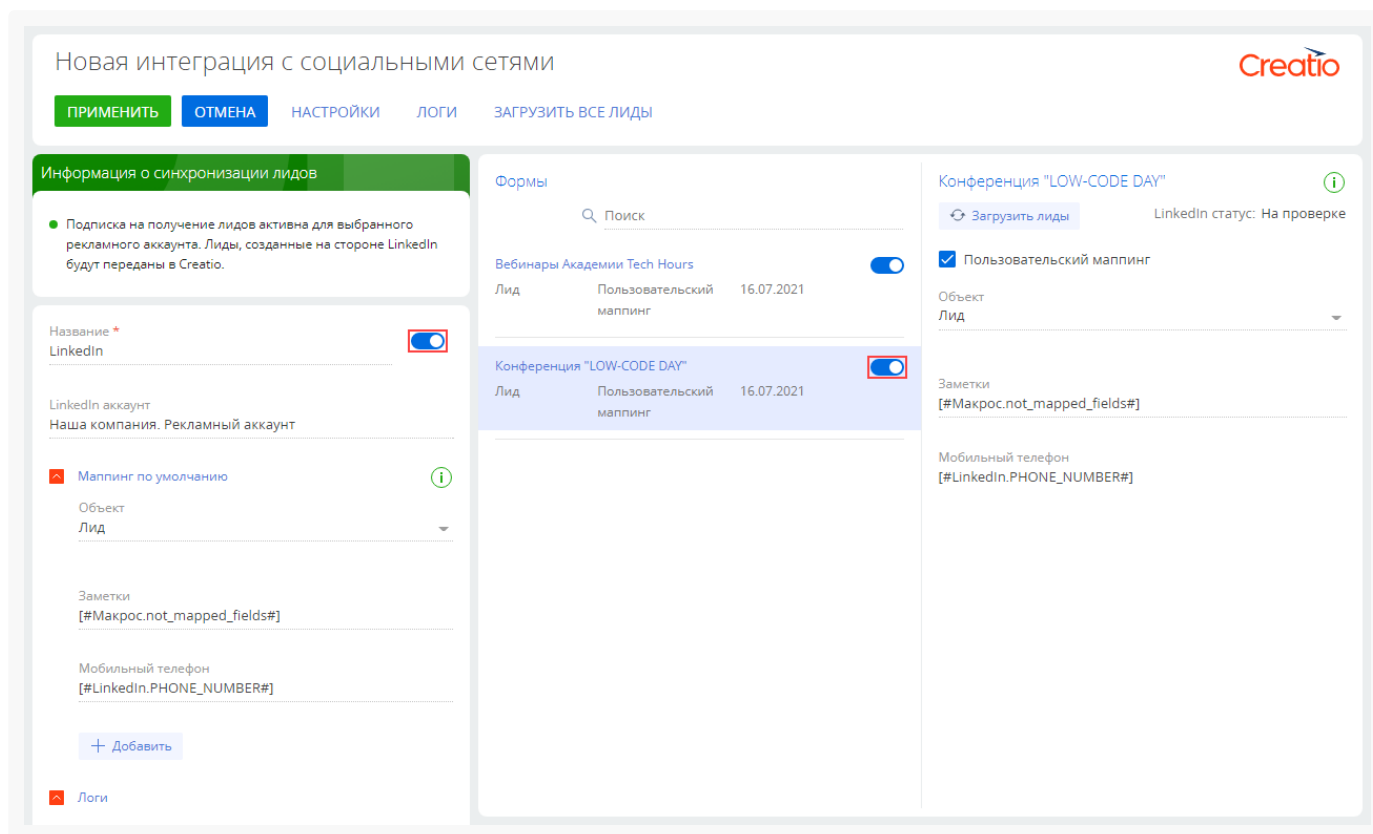 Новая интеграция с социальными сетями
Creatio
ПРИМЕНИТЬ ОТМЕНА НАСТРОЙКИ ЛОГИ ЗАГРУЗИТЬ ВСЕ ЛИДЫ
Информация о синхронизации лидов
Подписка на получение лидов активна для выбранного
рекламного аккаунта. Лиды, созданные на стороне LinkedIn
будут переданы в Creatio.
Название *
LinkedIn
LinkedIn аккаунт
Наша компания. Рекламный аккаунт
Маппинг по умолчанию
Объект
Лид
Заметки
[#Макрос.not_mapped_fields#]
Мобильный телефон
[#LinkedIn.PHONE_NUMBER#]
Добавить
Логи
Формы
Поиск
Вебинары Академии Tech Hours
Лид Пользовательский 16.07.2021
маппинг
Конференция "LOW-CODE DAY"
Лид Пользовательский 16.07.2021
маппинг
Конференция "LOW-CODE DAY"
Загрузить лиды LinkedIn статус: На проверке
Пользовательский маппинг
Объект
Лид
Заметки
[#Макрос.not_mapped_fields#]
Мобильный телефон
[#LinkedIn.PHONE_NUMBER#]